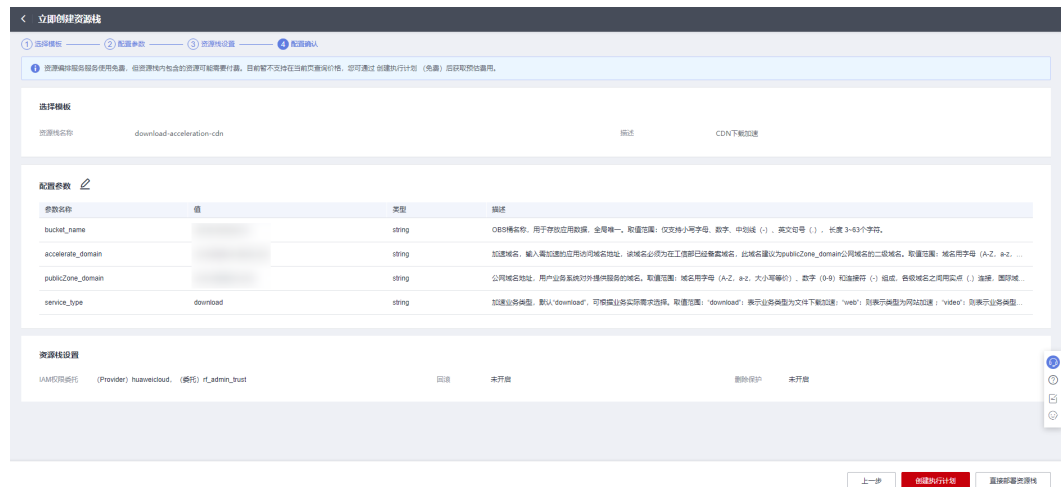 < 立即创建资源栈
1 选择模板 2 配置参数 3 资源栈设置 4 配置确认
资源编排服务服务使用免费，但资源栈内包含的资源可能需要付费。目前暂不支持在当前页查询价格，您可通过 创建执行计划 （免费）后获取预估费用。
选择模板
资源栈名称 download-acceleration-cdn 描述 CDN下载加速
配置参数
参数名称 值 类型 描述
bucket_name string OBS桶名称，用于存放应用数据，全局唯一。取值范围：仅支持小写字母、数字、中划线（-）、英文句号（.），长度 3~63个字符。
accelerate_domain string 加速域名，输入需加速的应用访问域名地址，该域名必须为在工信部已经备案域名，此域名建议为publicZone_domain公网域名的二级域名。取值范围：域名用字母（A-Z，a-z，...
publicZone_domain string 公网域名地址，用户业务系统对外提供服务的域名。取值范围：域名用字母（A-Z，a-z，大小写等价）、数字（0-9）和连接符（-）组成，各级域名之间用实点（.）连接，国际域...
service_type download string 加速业务类型，默认“download”，可根据业务实际需求选择。取值范围：“download”：表示业务类型为文件下载加速；“web”：则表示类型为网站加速；“video”：则表示业务类型...
资源栈设置
IAM权限委托 （Provider）huaweicloud，（委托）rf_admin_trust 回滚 未开启 删除保护 未开启
上一步 创建执行计划 直接部署资源栈